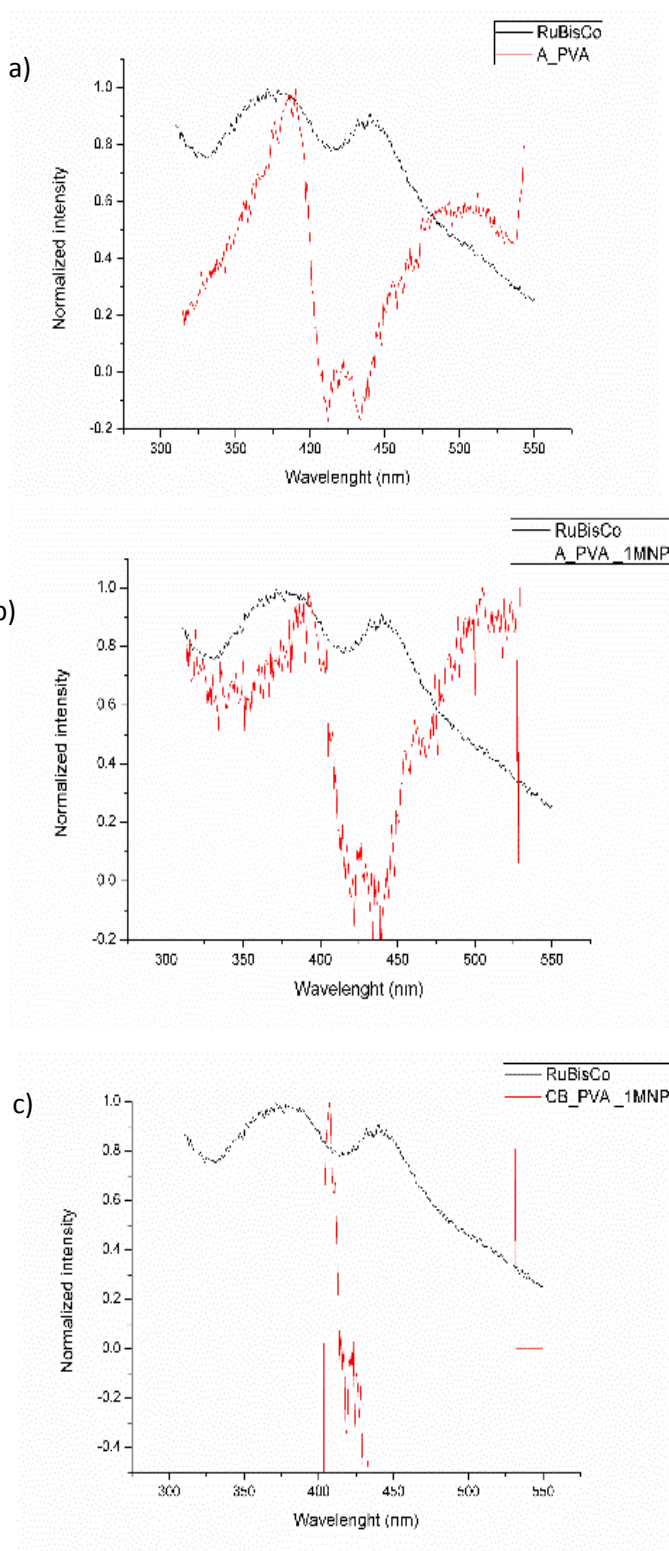 RuBisCo
A_PVA
a)
1.0
0.8
0.6
0.4
0.2
0.0
-0.2
Normalized intensity
300 350 400 450 500 550
Wavelenght (nm)
RuBisCo
A_PVA _1MNP
b)
1.0
0.8
0.6
0.4
0.2
0.0
-0.2
Normalized intensity
300 350 400 450 500 550
Wavelenght (nm)
RuBisCo
CB_PVA _1MNP
c)
1.0
0.8
0.6
0.4
0.2
0.0
-0.2
-0.4
Normalized intensity
300 350 400 450 500 550
Wavelenght (nm)